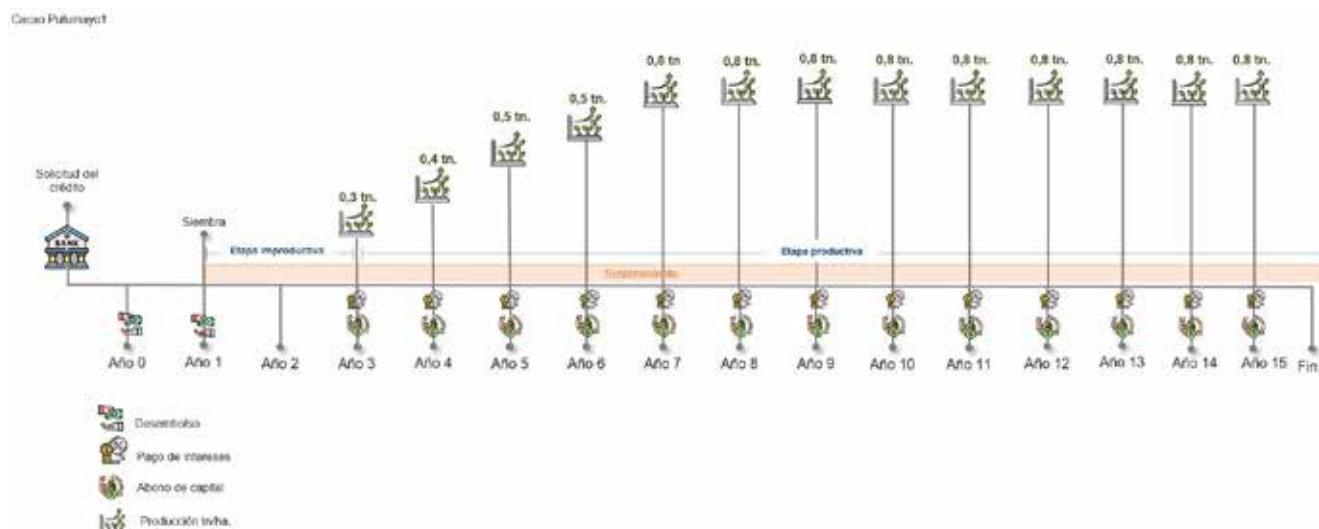 Cacao Putumayo1
0,3 tn.
0,4 tn.
0,5 tn.
0,5 tn.
0,8 tn
0,8 tn.
0,8 tn.
0,8 tn.
0,8 tn.
0,8 tn.
0,8 tn.
0,8 tn.
0,8 tn.
Solicitud del
crédito
BANK
Siembra
Etapa improductiva
Etapa productiva
Sostenimiento
Año 0
Año 1
Año 2
Año 3
Año 4
Año 5
Año 6
Año 7
Año 8
Año 9
Año 10
Año 11
Año 12
Año 13
Año 14
Año 15
Fin
Desembolso
Pago de intereses
Abono de capital
Producción tn/ha.